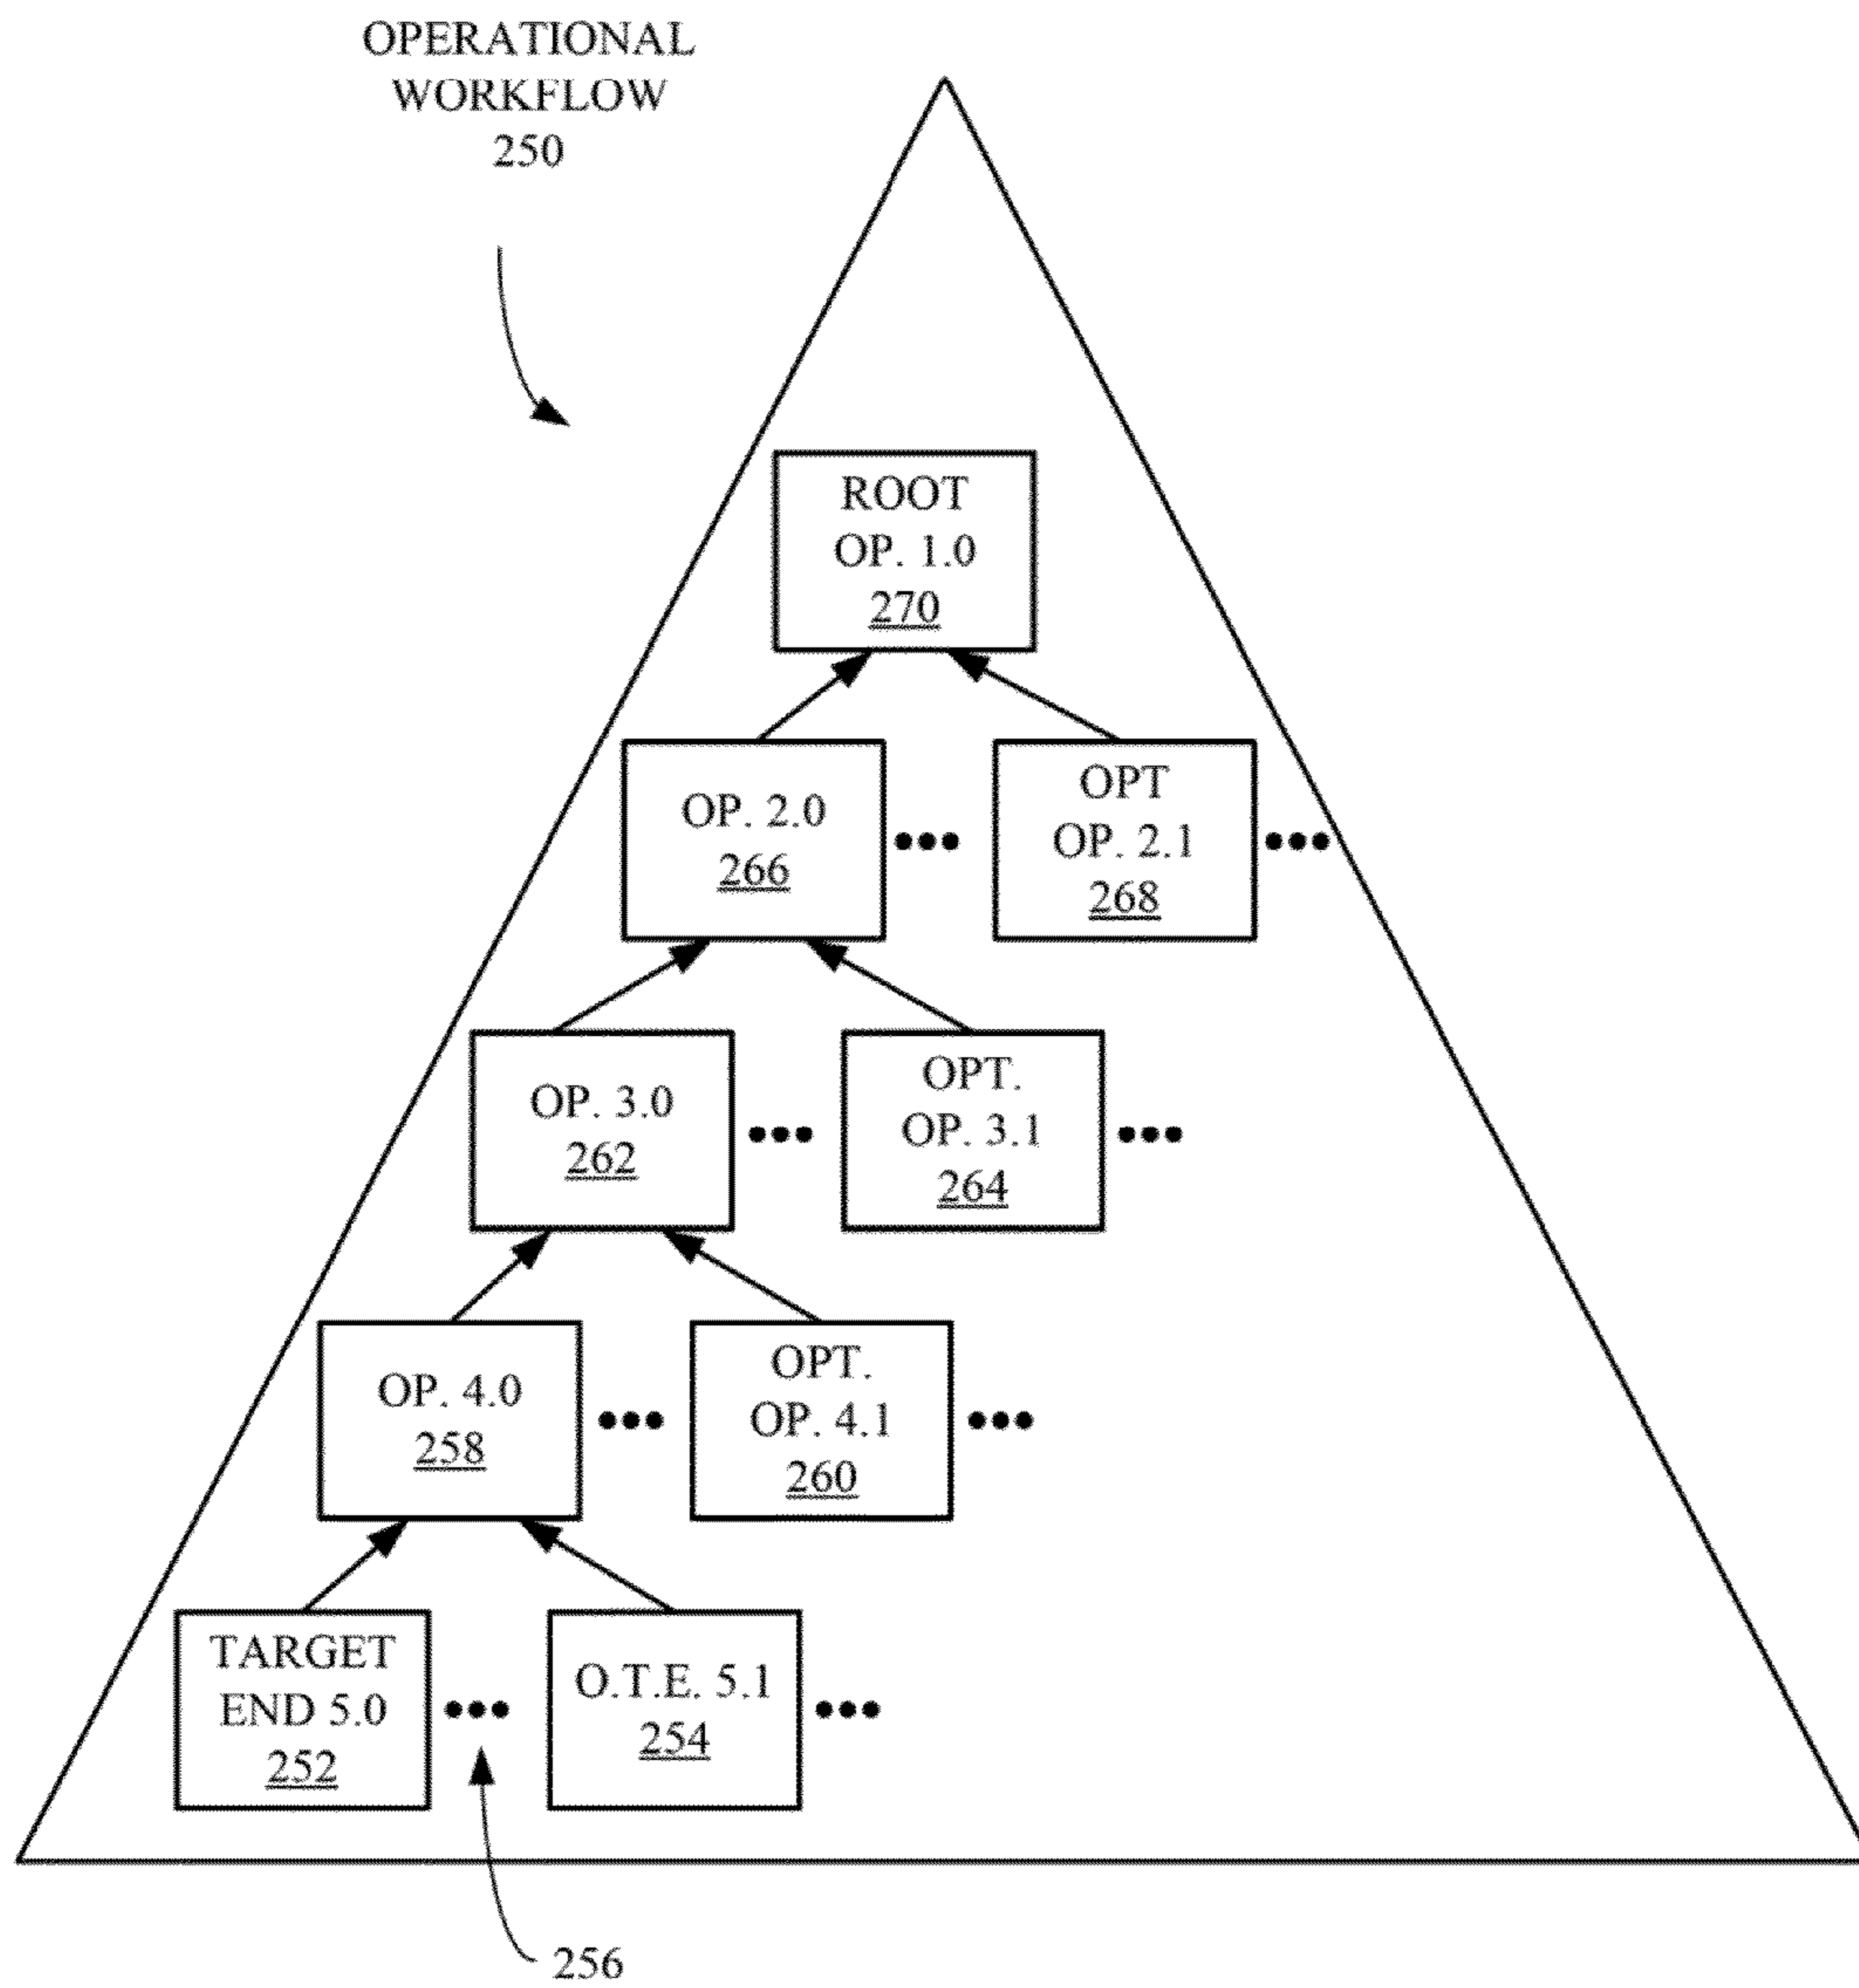 OPERATIONAL
WORKFLOW
250
ROOT
OP. 1.0
270
OP. 2.0
266
OPT
OP. 2.1
268
OP. 3.0
262
OPT.
OP. 3.1
264
OP. 4.0
258
OPT.
OP. 4.1
260
TARGET
END 5.0
252
O.T.E. 5.1
254
256